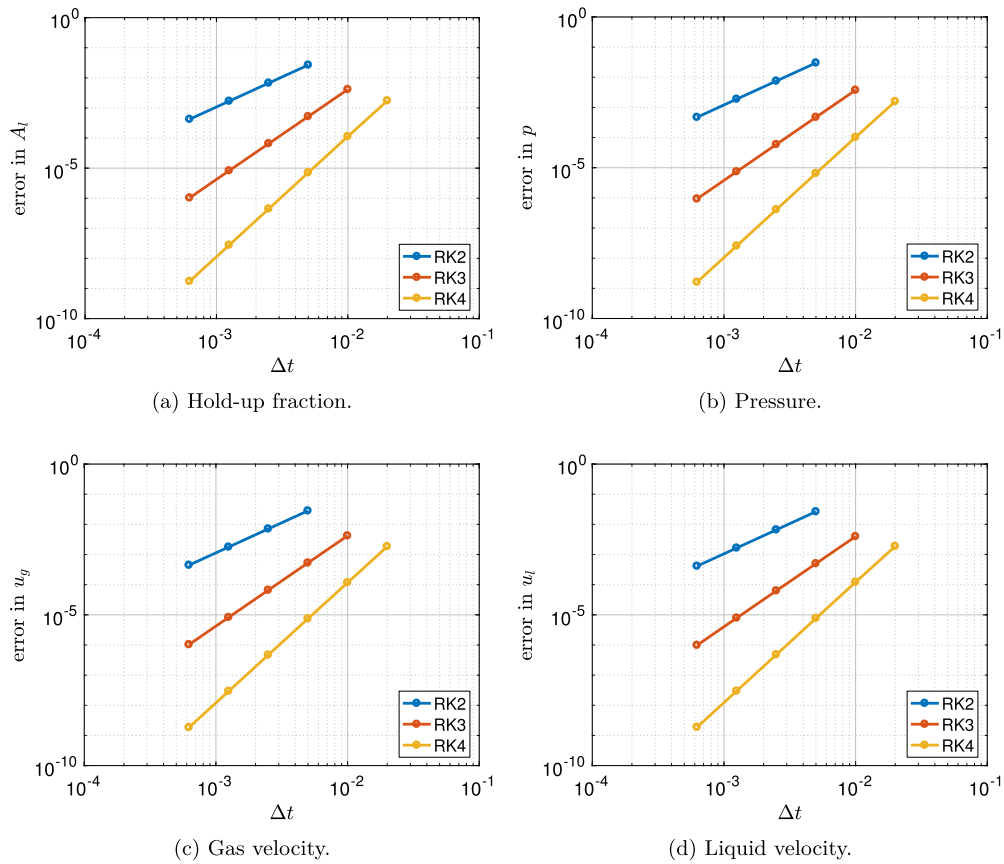 10^0
10^-5
10^-10
error in A_l
10^-4
10^-3
10^-2
10^-1
Δt
RK2
RK3
RK4
(a) Hold-up fraction.
10^0
10^-5
10^-10
error in p
10^-4
10^-3
10^-2
10^-1
Δt
RK2
RK3
RK4
(b) Pressure.
10^0
10^-5
10^-10
error in u_g
10^-4
10^-3
10^-2
10^-1
Δt
RK2
RK3
RK4
(c) Gas velocity.
10^0
10^-5
10^-10
error in u_l
10^-4
10^-3
10^-2
10^-1
Δt
RK2
RK3
RK4
(d) Liquid velocity.